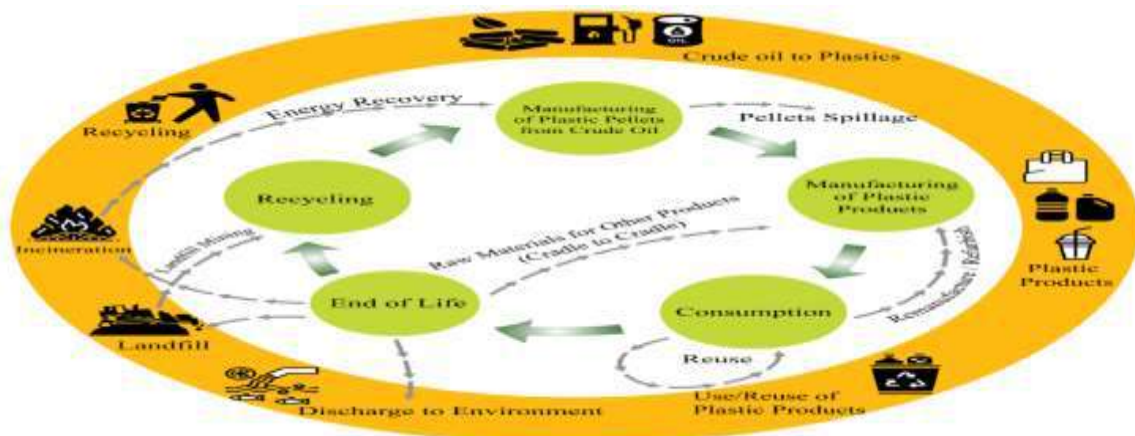 OIL
Crude oil to Plastics
Energy Recovery
Manufacturing
of Plastic Pellets
from Crude Oil
Pellets Spillage
Recycling
Recycling
Manufacturing
of Plastic
Products
Incineration
Landfill Mining
Raw Materials for Other Products
(Cradle to Cradle)
Remanufacture / Refurbish
Plastic
Products
End of Life
Consumption
Landfill
Reuse
Discharge to Environment
Use/Reuse of
Plastic Products